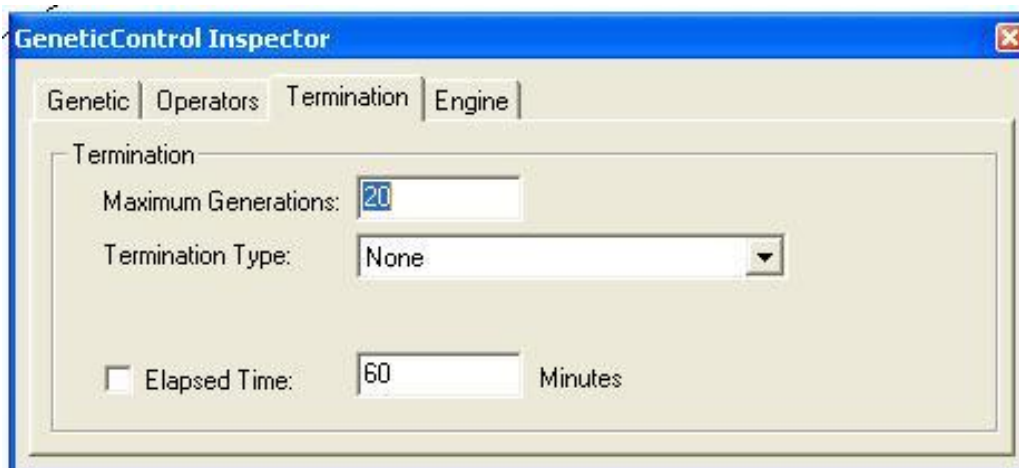 GeneticControl Inspector
Genetic Operators Termination Engine
Termination
Maximum Generations: 20
Termination Type: None
Elapsed Time: 60 Minutes